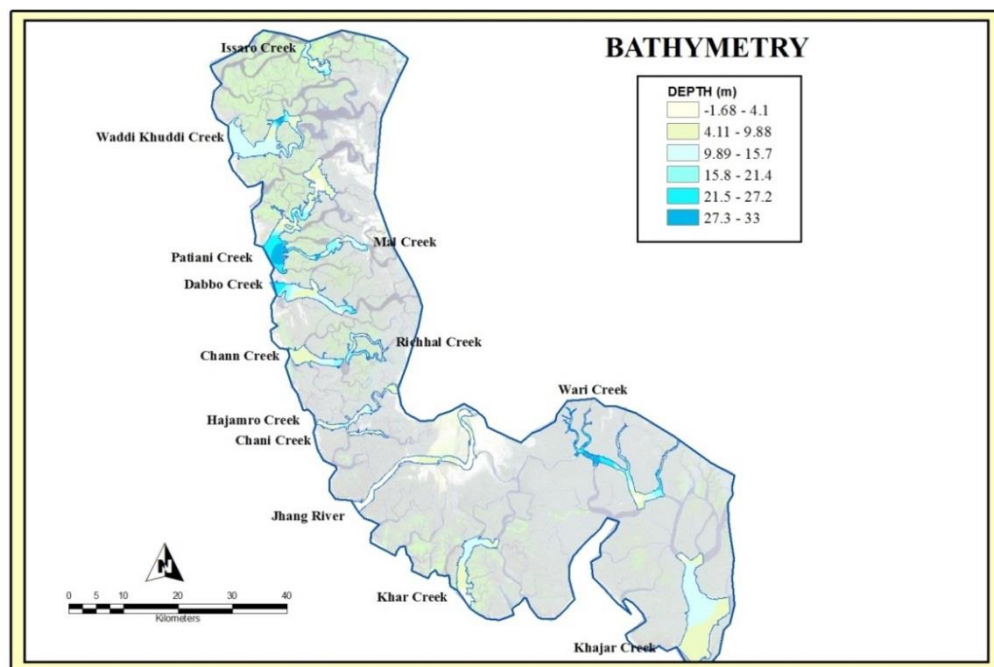 BATHYMETRY
DEPTH (m)
-1.68 - 4.1
4.11 - 9.88
9.89 - 15.7
15.8 - 21.4
21.5 - 27.2
27.3 - 33
Issaro Creek
Waddi Khuddi Creek
Mal Creek
Patiani Creek
Dabbo Creek
Richhal Creek
Chann Creek
Wari Creek
Hajamro Creek
Chani Creek
Jhang River
Khar Creek
Khajar Creek
N
0 5 10 20 30 40
Kilometers